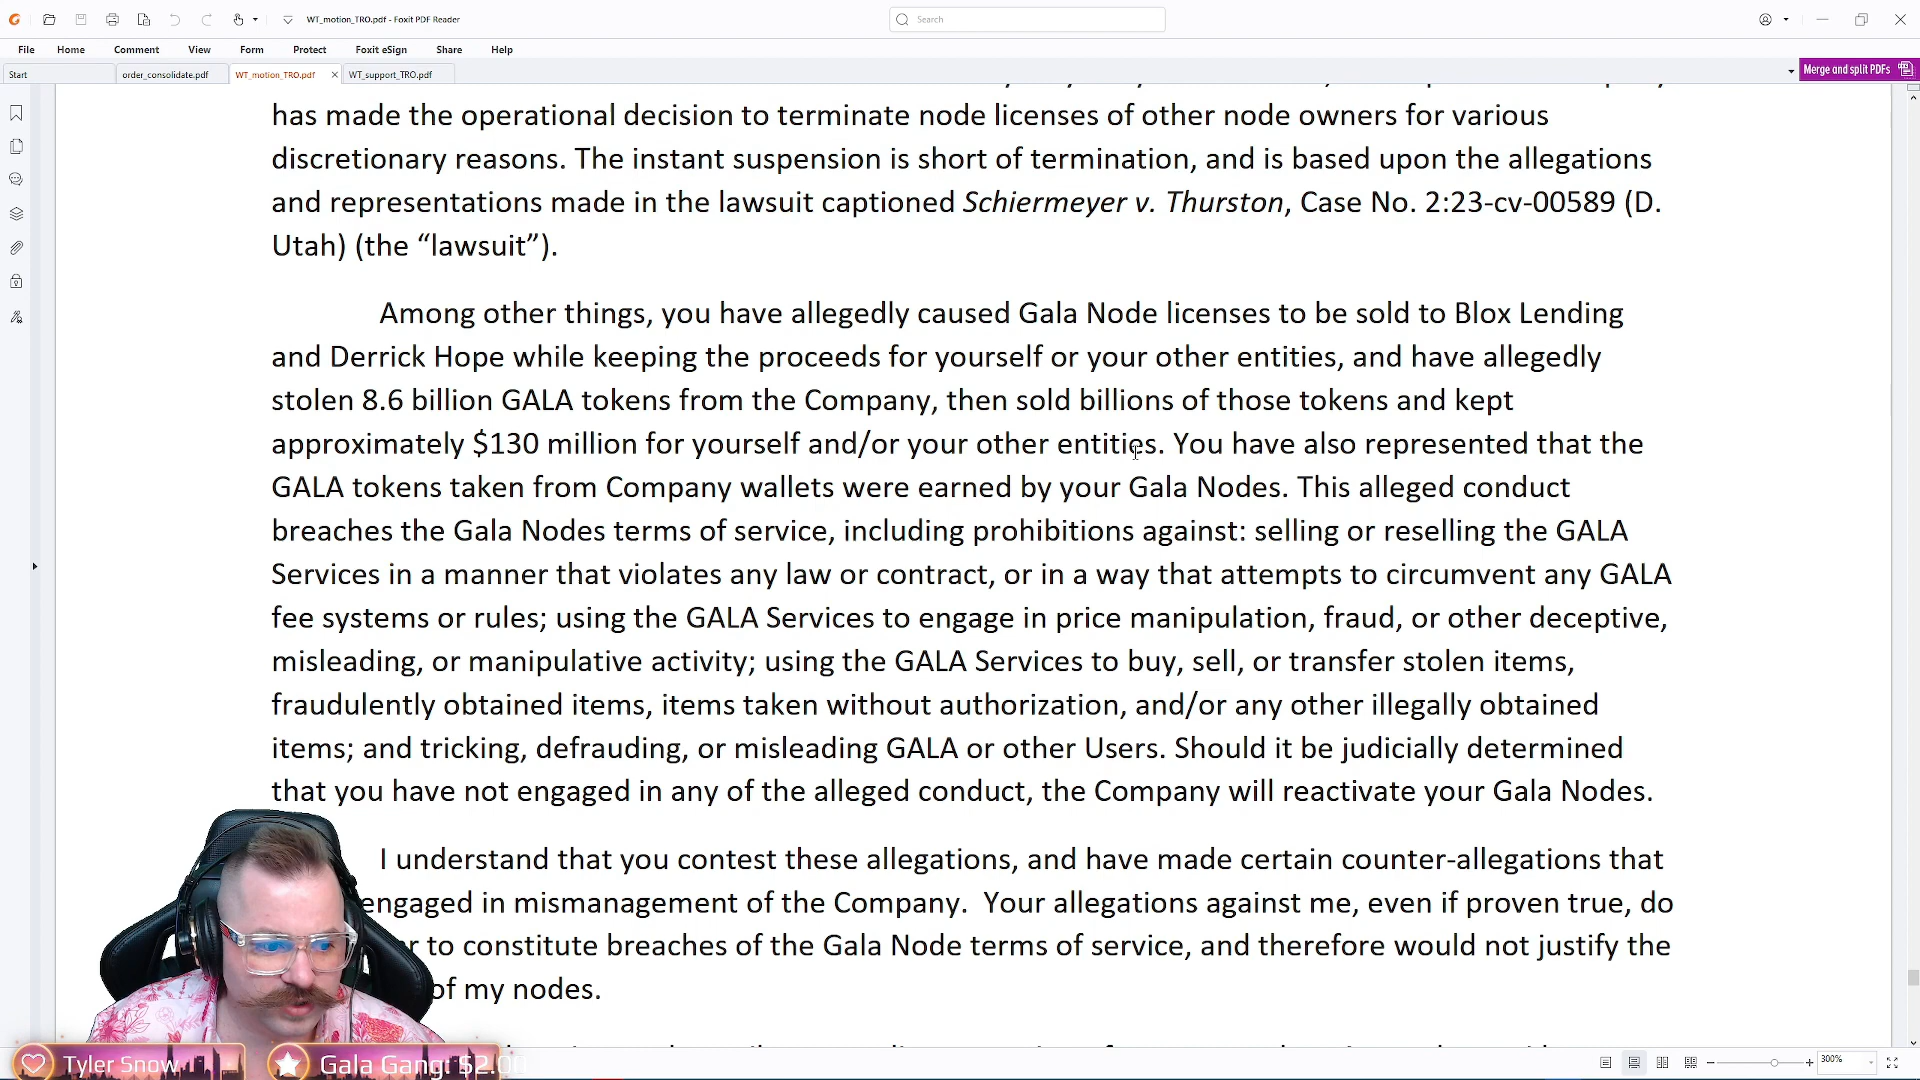 WT_motion_TRO.pdf - Foxit PDF Reader
Search
File Home Comment View Form Protect Foxit eSign Share Help
Start order_consolidate.pdf WT_motion_TRO.pdf WT_support_TRO.pdf
Merge and split PDFs
has made the operational decision to terminate node licenses of other node owners for various
discretionary reasons. The instant suspension is short of termination, and is based upon the allegations
and representations made in the lawsuit captioned Schiermeyer v. Thurston, Case No. 2:23-cv-00589 (D.
Utah) (the “lawsuit”).
Among other things, you have allegedly caused Gala Node licenses to be sold to Blox Lending
and Derrick Hope while keeping the proceeds for yourself or your other entities, and have allegedly
stolen 8.6 billion GALA tokens from the Company, then sold billions of those tokens and kept
approximately $130 million for yourself and/or your other entities. You have also represented that the
GALA tokens taken from Company wallets were earned by your Gala Nodes. This alleged conduct
breaches the Gala Nodes terms of service, including prohibitions against: selling or reselling the GALA
Services in a manner that violates any law or contract, or in a way that attempts to circumvent any GALA
fee systems or rules; using the GALA Services to engage in price manipulation, fraud, or other deceptive,
misleading, or manipulative activity; using the GALA Services to buy, sell, or transfer stolen items,
fraudulently obtained items, items taken without authorization, and/or any other illegally obtained
items; and tricking, defrauding, or misleading GALA or other Users. Should it be judicially determined
that you have not engaged in any of the alleged conduct, the Company will reactivate your Gala Nodes.
I understand that you contest these allegations, and have made certain counter-allegations that
engaged in mismanagement of the Company. Your allegations against me, even if proven true, do
to constitute breaches of the Gala Node terms of service, and therefore would not justify the
of my nodes.
Tyler Snow Gala Gang: $2.00
300%